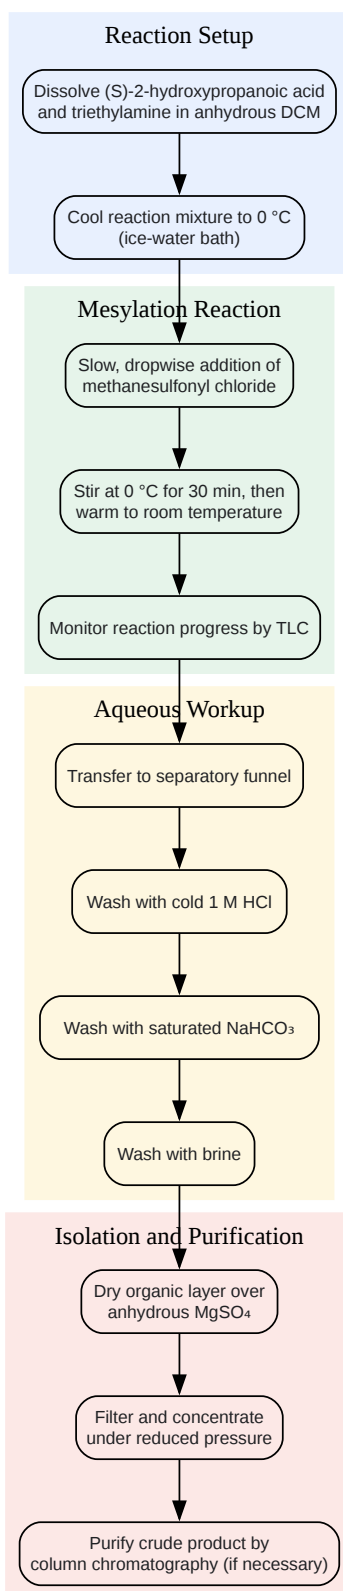 Reaction Setup
Dissolve (S)-2-hydroxypropanoic acid
and triethylamine in anhydrous DCM
Cool reaction mixture to 0 °C
(ice-water bath)
Mesylation Reaction
Slow, dropwise addition of
methanesulfonyl chloride
Stir at 0 °C for 30 min, then
warm to room temperature
Monitor reaction progress by TLC
Aqueous Workup
Transfer to separatory funnel
Wash with cold 1 M HCl
Wash with saturated NaHCO₃
Wash with brine
Isolation and Purification
Dry organic layer over
anhydrous MgSO₄
Filter and concentrate
under reduced pressure
Purify crude product by
column chromatography (if necessary)